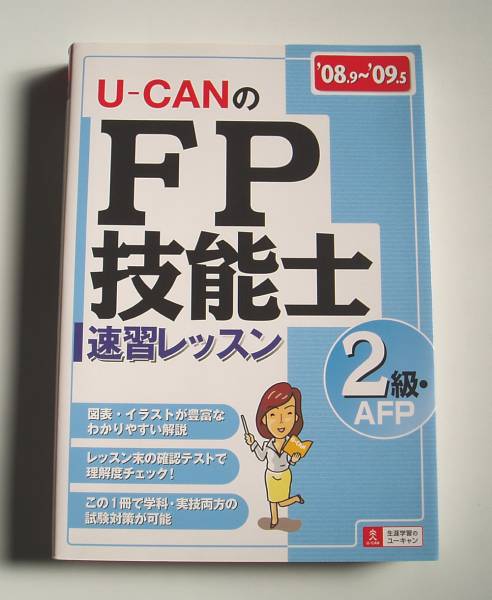 '08.9~'09.5
U-CANの
FP
技能士
速習レッスン
2級・
AFP
図表・イラストが豊富な
わかりやすい解説
レッスン末の確認テストで
理解度チェック!
この1冊で学科・実技両方の
試験対策が可能
U-CAN
生涯学習の
ユーキャン